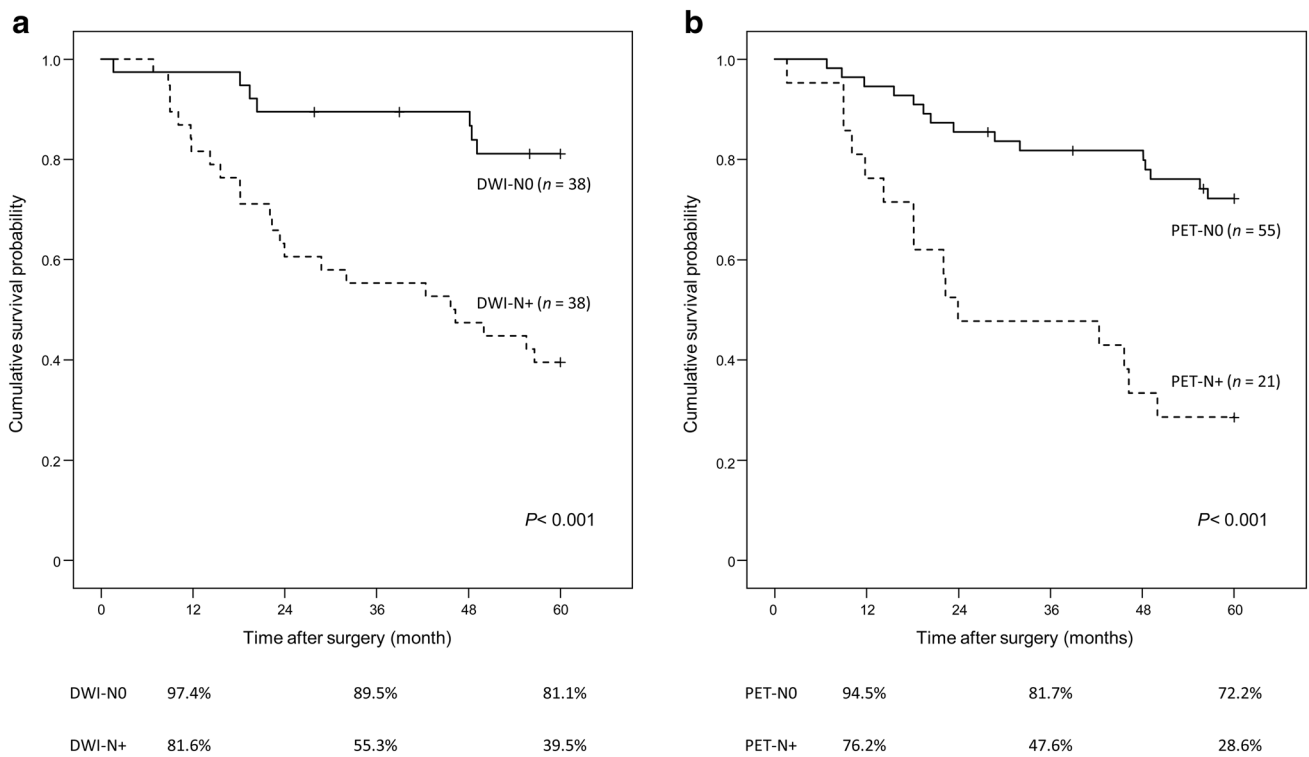 a
Cumulative survival probability
1.0
0.8
0.6
0.4
0.2
0
DWI-N0 (n = 38)
DWI-N+ (n = 38)
P< 0.001
0 12 24 36 48 60
Time after surgery (month)
DWI-N0 97.4% 89.5% 81.1%
DWI-N+ 81.6% 55.3% 39.5%
b
Cumulative survival probability
1.0
0.8
0.6
0.4
0.2
0
PET-N0 (n = 55)
PET-N+ (n = 21)
P< 0.001
0 12 24 36 48 60
Time after surgery (months)
PET-N0 94.5% 81.7% 72.2%
PET-N+ 76.2% 47.6% 28.6%